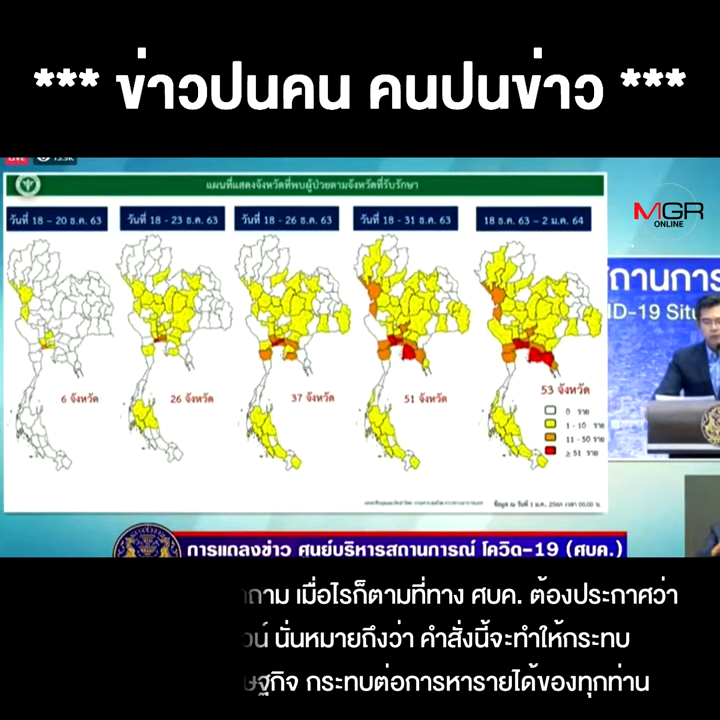 *** ข่าวปนคน คนปนข่าว ***
LIVE
แผนที่แสดงจังหวัดที่พบผู้ป่วยตามจังหวัดที่รับรักษา
วันที่ 18 – 20 ธ.ค. 63
วันที่ 18 - 23 ธ.ค. 63
วันที่ 18 - 26 ธ.ค. 63
วันที่ 18 - 31 ธ.ค. 63
18 ธ.ค. 63 – 2 ม.ค. 64
MGR
ONLINE
6 จังหวัด
26 จังหวัด
37 จังหวัด
51 จังหวัด
53 จังหวัด
0 ราย
1 - 10 ราย
11 - 50 ราย
≥ 51 ราย
ถานการ
D-19 Situ
การแถลงข่าว ศูนย์บริหารสถานการณ์ โควิด-19 (ศบค.)
ถาม เมื่อไรก็ตามที่ทาง ศบค. ต้องประกาศว่า
วน์ นั่นหมายถึงว่า คำสั่งนี้จะทำให้กระทบ
ษฐกิจ กระทบต่อการหารายได้ของทุกท่าน